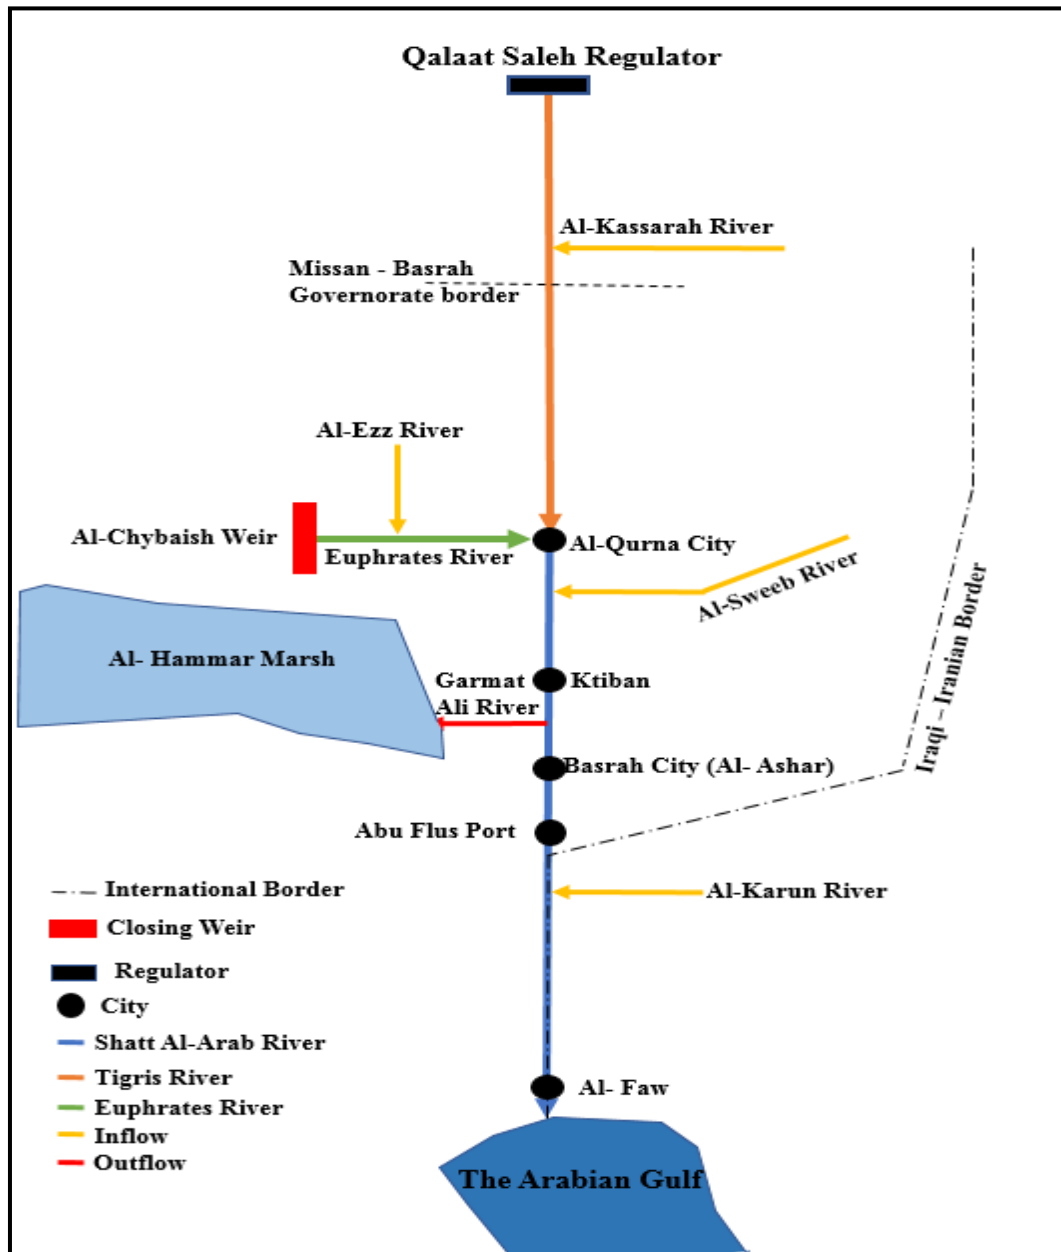 Qalaat Saleh Regulator
Al-Kassarah River
Missan - Basrah
Governorate border
Al-Ezz River
Al-Chybaish Weir
Euphrates River
Al-Qurna City
Al-Sweeb River
Iraqi – Iranian Border
Al- Hammar Marsh
Garmat
Ali River
Ktiban
Basrah City (Al- Ashar)
Abu Flus Port
Al-Karun River
International Border
Closing Weir
Regulator
City
Shatt Al-Arab River
Tigris River
Euphrates River
Inflow
Outflow
Al- Faw
The Arabian Gulf